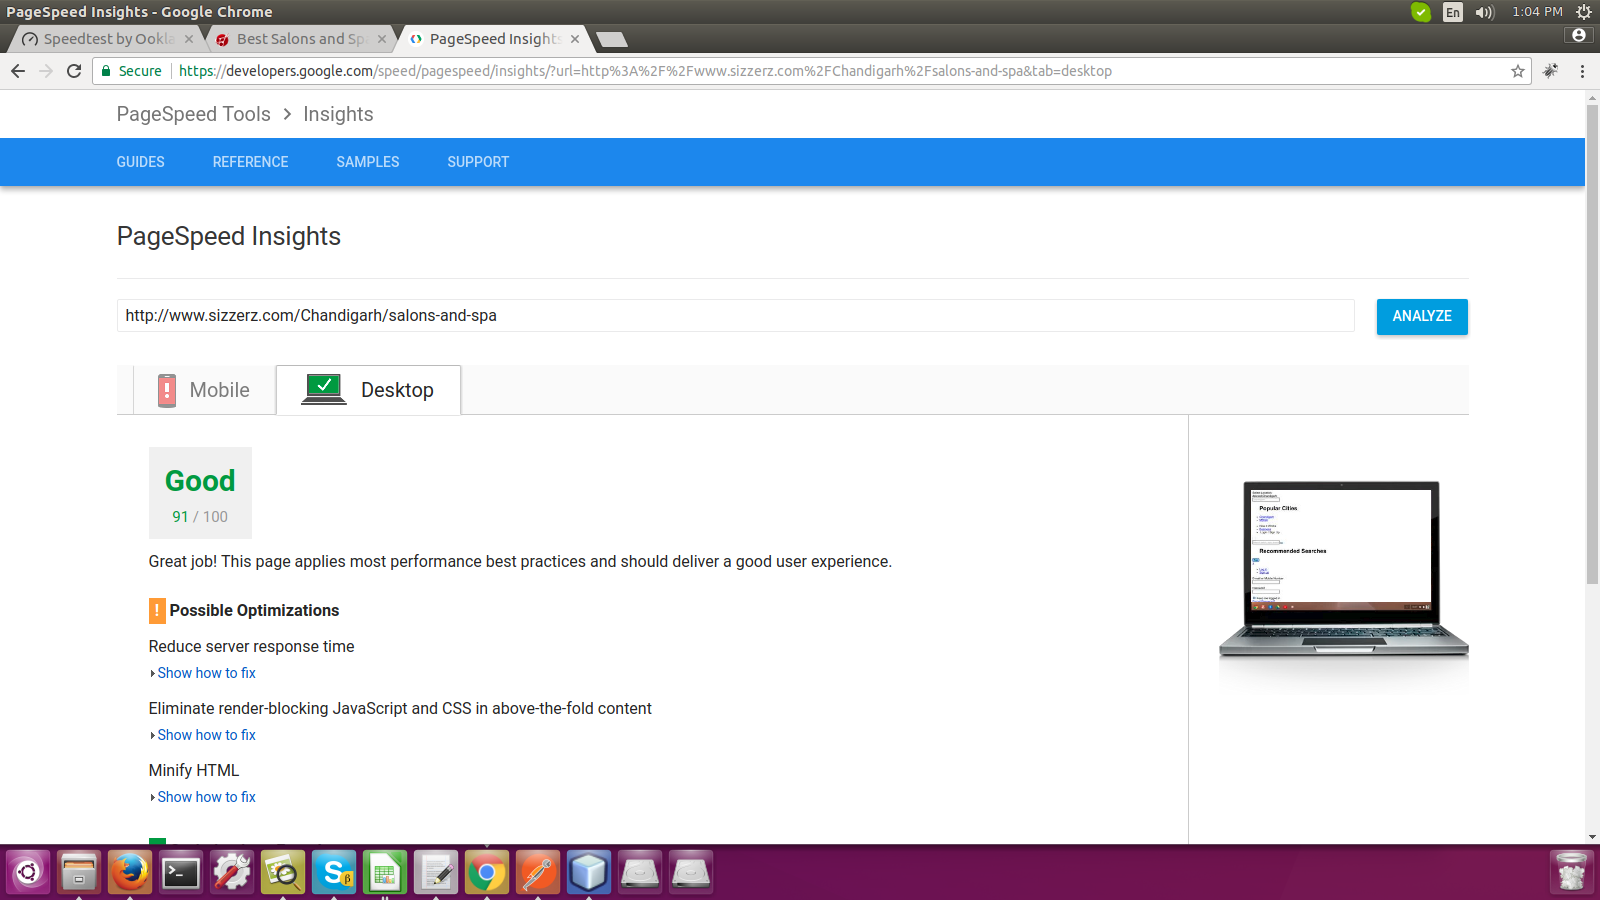 PageSpeed Insights - Google Chrome
En
1:04 PM
Speedtest by Ookla
Best Salons and Sp
PageSpeed Insights
Secure
https://developers.google.com/speed/pagespeed/insights/?url=http%3A%2F%2Fwww.sizzerz.com%2FChandigarh%2Fsalons-and-spa&tab=desktop
PageSpeed Tools > Insights
GUIDES REFERENCE SAMPLES SUPPORT
PageSpeed Insights
http://www.sizzerz.com/Chandigarh/salons-and-spa
ANALYZE
Mobile
Desktop
Good
91 / 100
Great job! This page applies most performance best practices and should deliver a good user experience.
! Possible Optimizations
Reduce server response time
Show how to fix
Eliminate render-blocking JavaScript and CSS in above-the-fold content
Show how to fix
Minify HTML
Show how to fix
Popular Cities
Recommended Searches